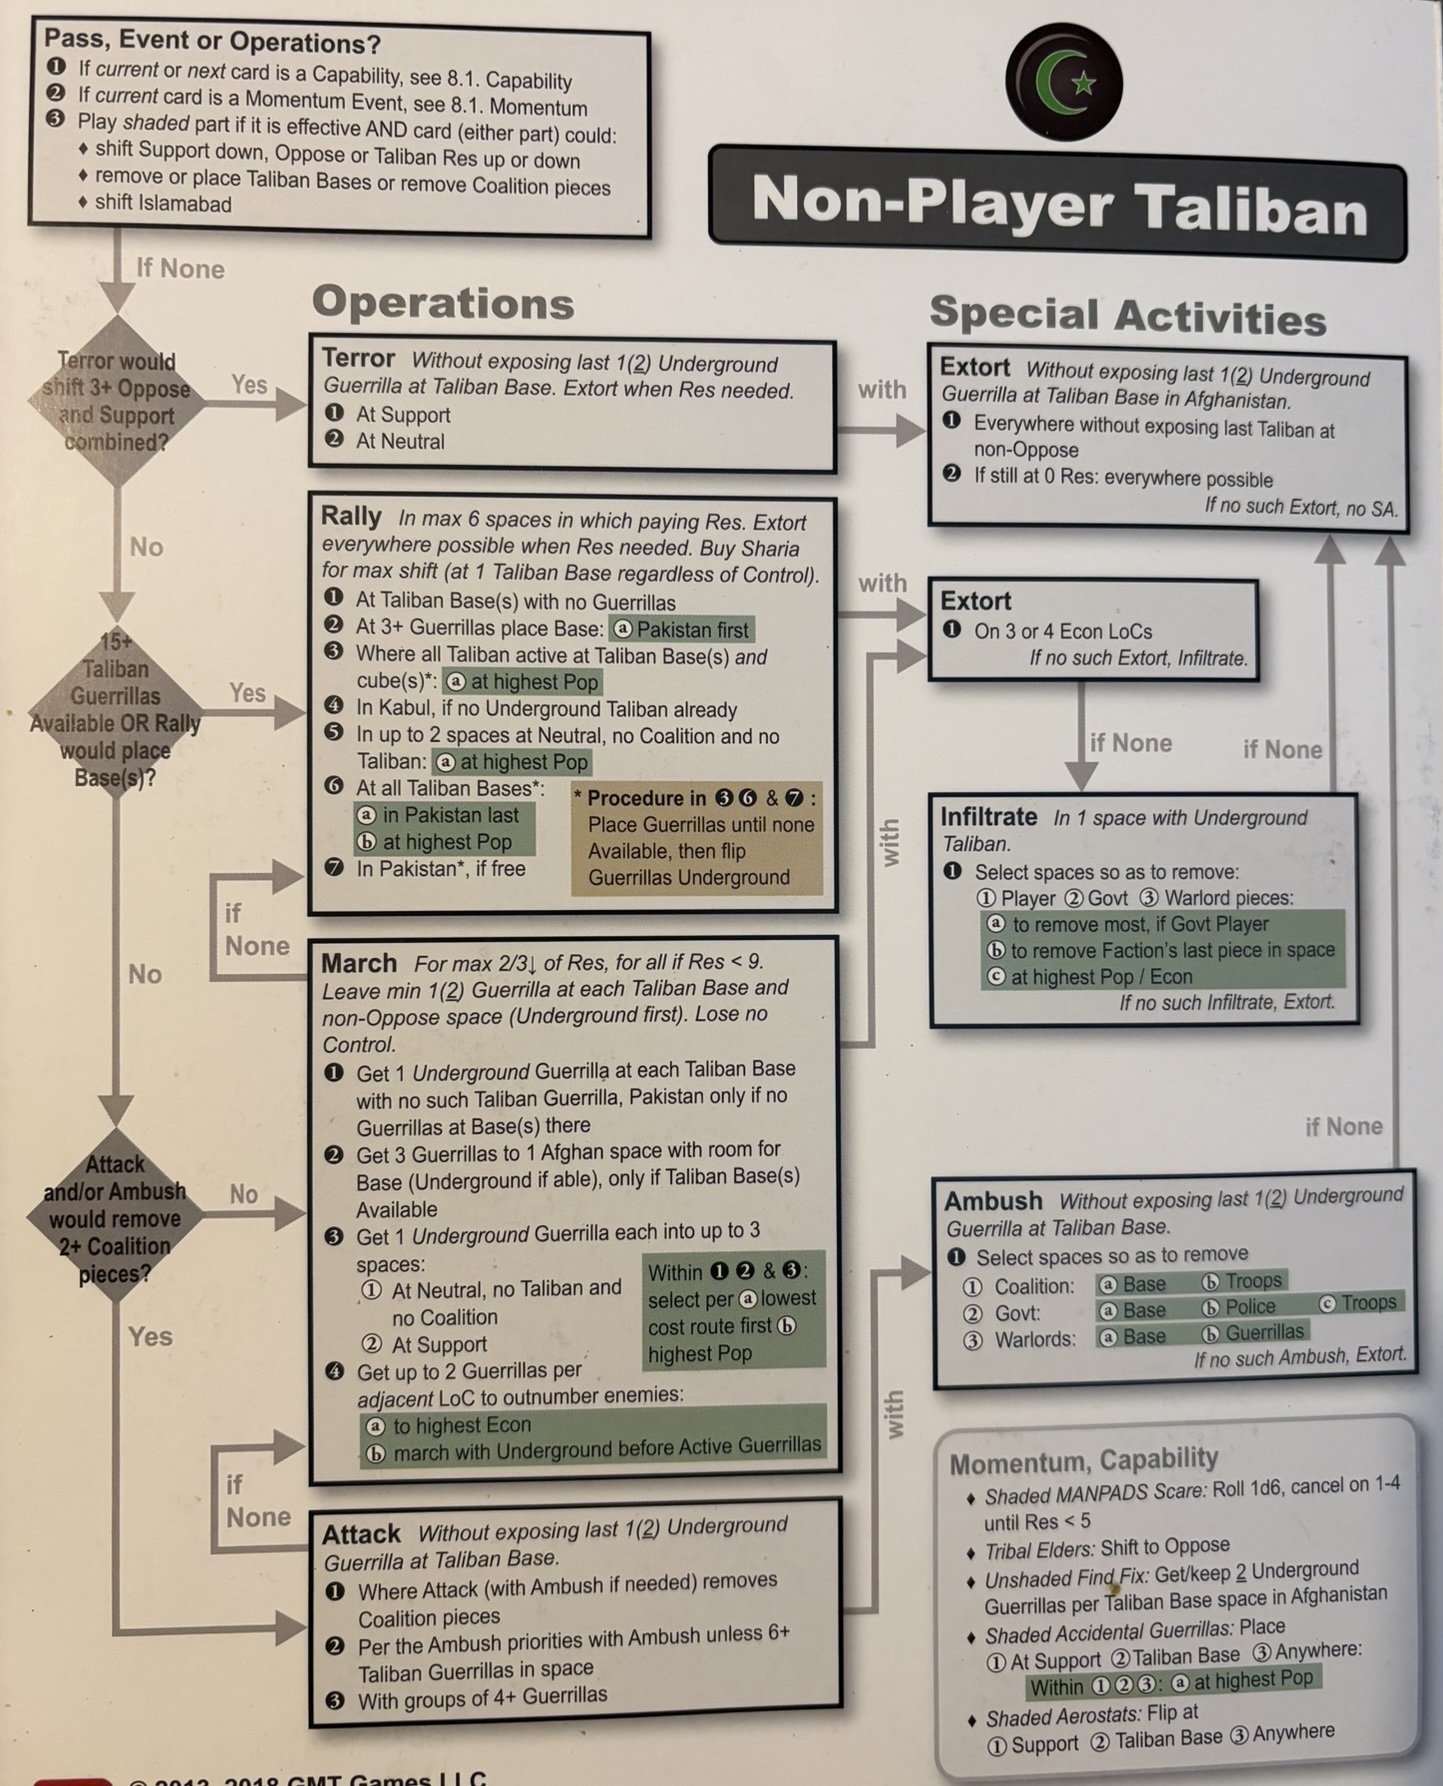 Pass, Event or Operations?
❶ If current or next card is a Capability, see 8.1. Capability
❷ If current card is a Momentum Event, see 8.1. Momentum
❸ Play shaded part if it is effective AND card (either part) could:
♦ shift Support down, Oppose or Taliban Res up or down
♦ remove or place Taliban Bases or remove Coalition pieces
♦ shift Islamabad
Non-Player Taliban
If None
Operations
Special Activities
Terror would
shift 3+ Oppose
and Support
combined?
Yes
Terror Without exposing last 1(2) Underground
Guerrilla at Taliban Base. Extort when Res needed.
❶ At Support
❷ At Neutral
with
Extort Without exposing last 1(2) Underground
Guerrilla at Taliban Base in Afghanistan.
❶ Everywhere without exposing last Taliban at
non-Oppose
❷ If still at 0 Res: everywhere possible
If no such Extort, no SA.
No
15+
Taliban
Guerrillas
Available OR Rally
would place
Base(s)?
Yes
Rally In max 6 spaces in which paying Res. Extort
everywhere possible when Res needed. Buy Sharia
for max shift (at 1 Taliban Base regardless of Control).
❶ At Taliban Base(s) with no Guerrillas
❷ At 3+ Guerrillas place Base: ⓐ Pakistan first
❸ Where all Taliban active at Taliban Base(s) and
cube(s)*: ⓐ at highest Pop
❹ In Kabul, if no Underground Taliban already
❺ In up to 2 spaces at Neutral, no Coalition and no
Taliban: ⓐ at highest Pop
❻ At all Taliban Bases*:
ⓐ in Pakistan last
ⓑ at highest Pop
❼ In Pakistan*, if free
* Procedure in ❸ ❻ & ❼ :
Place Guerrillas until none
Available, then flip
Guerrillas Underground
with
Extort
❶ On 3 or 4 Econ LoCs
If no such Extort, Infiltrate.
if None
if None
Infiltrate In 1 space with Underground
Taliban.
❶ Select spaces so as to remove:
① Player ② Govt ③ Warlord pieces:
ⓐ to remove most, if Govt Player
ⓑ to remove Faction's last piece in space
ⓒ at highest Pop / Econ
If no such Infiltrate, Extort.
if
None
No
March For max 2/3↓ of Res, for all if Res < 9.
Leave min 1(2) Guerrilla at each Taliban Base and
non-Oppose space (Underground first). Lose no
Control.
❶ Get 1 Underground Guerrilla at each Taliban Base
with no such Taliban Guerrilla, Pakistan only if no
Guerrillas at Base(s) there
❷ Get 3 Guerrillas to 1 Afghan space with room for
Base (Underground if able), only if Taliban Base(s)
Available
❸ Get 1 Underground Guerrilla each into up to 3
spaces:
① At Neutral, no Taliban and
no Coalition
② At Support
Within ❶ ❷ & ❸:
select per ⓐ lowest
cost route first ⓑ
highest Pop
❹ Get up to 2 Guerrillas per
adjacent LoC to outnumber enemies:
ⓐ to highest Econ
ⓑ march with Underground before Active Guerrillas
with
Attack
and/or Ambush
would remove
2+ Coalition
pieces?
No
Yes
if None
Ambush Without exposing last 1(2) Underground
Guerrilla at Taliban Base.
❶ Select spaces so as to remove
① Coalition: ⓐ Base ⓑ Troops
② Govt: ⓐ Base ⓑ Police ⓒ Troops
③ Warlords: ⓐ Base ⓑ Guerrillas
If no such Ambush, Extort.
with
if
None
Attack Without exposing last 1(2) Underground
Guerrilla at Taliban Base.
❶ Where Attack (with Ambush if needed) removes
Coalition pieces
❷ Per the Ambush priorities with Ambush unless 6+
Taliban Guerrillas in space
❸ With groups of 4+ Guerrillas
Momentum, Capability
♦ Shaded MANPADS Scare: Roll 1d6, cancel on 1-4
until Res < 5
♦ Tribal Elders: Shift to Oppose
♦ Unshaded Find Fix: Get/keep 2 Underground
Guerrillas per Taliban Base space in Afghanistan
♦ Shaded Accidental Guerrillas: Place
① At Support ② Taliban Base ③ Anywhere:
Within ① ② ③: ⓐ at highest Pop
♦ Shaded Aerostats: Flip at
① Support ② Taliban Base ③ Anywhere
© 2013, 2018 GMT Games LLC